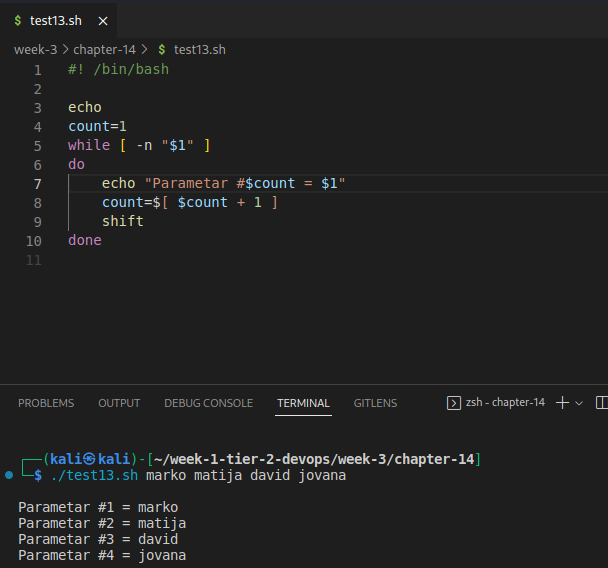 $ test13.sh ×
week-3 > chapter-14 > $ test13.sh
1 #! /bin/bash
2
3 echo
4 count=1
5 while [ -n "$1" ]
6 do
7     echo "Parametar #$count = $1"
8     count=$[ $count + 1 ]
9     shift
10 done
11
PROBLEMS OUTPUT DEBUG CONSOLE TERMINAL GITLENS zsh - chapter-14
┌──(kali㉿kali)-[~/week-1-tier-2-devops/week-3/chapter-14]
└─$ ./test13.sh marko matija david jovana
Parametar #1 = marko
Parametar #2 = matija
Parametar #3 = david
Parametar #4 = jovana